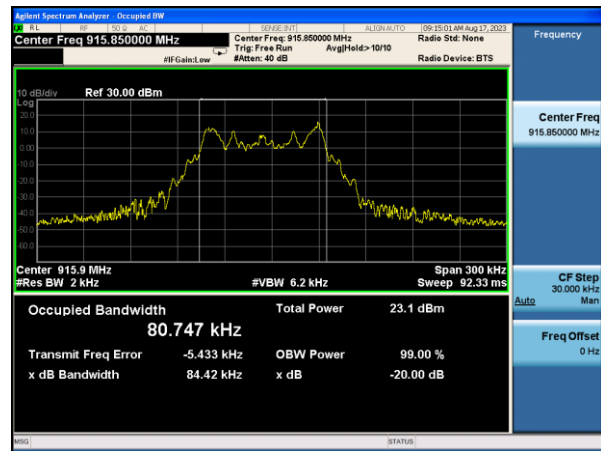 Agilent Spectrum Analyzer - Occupied BW
RL RF 50 Ω AC SENSE:INT ALIGN AUTO 09:15:01 AM Aug 17, 2023
Center Freq 915.850000 MHz
Center Freq: 915.850000 MHz
Radio Std: None
Trig: Free Run Avg|Hold:>10/10
#IFGain:Low #Atten: 40 dB Radio Device: BTS
10 dB/div Ref 30.00 dBm
Log
20.0
10.0
0.00
-10.0
-20.0
-30.0
-40.0
-50.0
-60.0
Center 915.9 MHz Span 300 kHz
#Res BW 2 kHz #VBW 6.2 kHz Sweep 92.33 ms
Occupied Bandwidth Total Power 23.1 dBm
80.747 kHz
Transmit Freq Error -5.433 kHz OBW Power 99.00 %
x dB Bandwidth 84.42 kHz x dB -20.00 dB
MSG STATUS
Frequency
Center Freq
915.850000 MHz
CF Step
30.000 kHz
Auto Man
Freq Offset
0 Hz